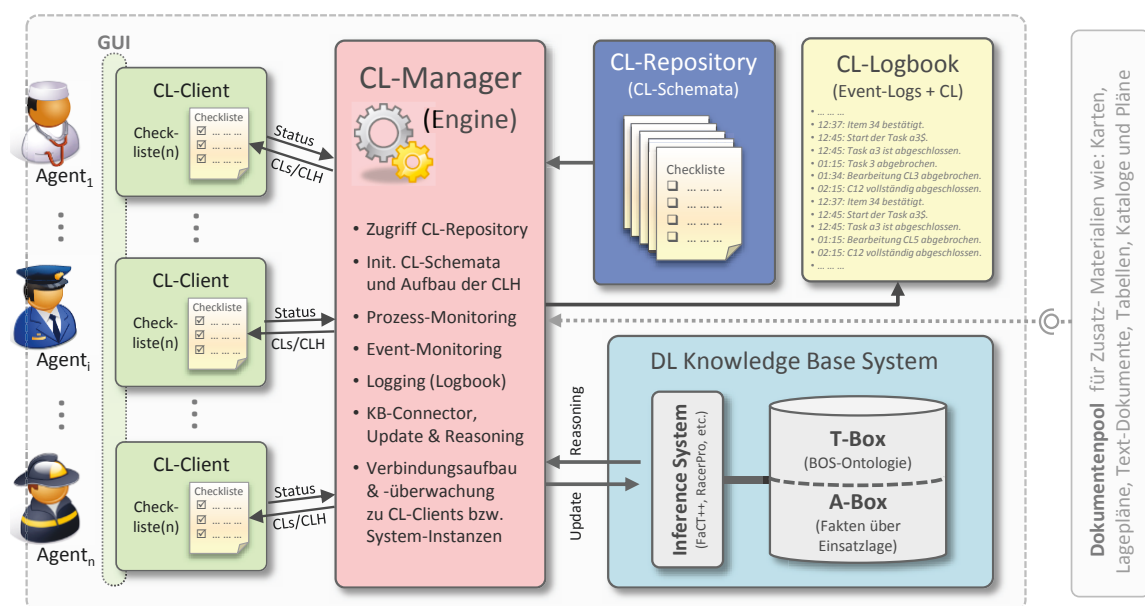 GUI
CL-Client
Check-
liste(n)
Checkliste
... ... ...
... ... ...
... ... ...
Status
CLs/CLH
Agent1
CL-Client
Check-
liste(n)
Checkliste
... ... ...
... ... ...
... ... ...
Status
CLs/CLH
Agenti
CL-Client
Check-
liste(n)
Checkliste
... ... ...
... ... ...
... ... ...
Status
CLs/CLH
Agentn
CL-Manager
(Engine)
• Zugriff CL-Repository
• Init. CL-Schemata
und Aufbau der CLH
• Prozess-Monitoring
• Event-Monitoring
• Logging (Logbook)
• KB-Connector,
Update & Reasoning
• Verbindungsaufbau
& -überwachung
zu CL-Clients bzw.
System-Instanzen
CL-Repository
(CL-Schemata)
Checkliste
... ... ...
... ... ...
... ... ...
... ... ...
CL-Logbook
(Event-Logs + CL)
• ... ... ...
• 12:37: Item 34 bestätigt.
• 12:45: Start der Task a3$.
• 12:45: Task a3 ist abgeschlossen.
• 01:15: Task 3 abgebrochen.
• 01:34: Bearbeitung CL3 abgebrochen.
• 02:15: C12 vollständig abgeschlossen.
• 12:37: Item 34 bestätigt.
• 12:45: Start der Task a3$.
• 12:45: Task a3 ist abgeschlossen.
• 01:15: Bearbeitung CL5 abgebrochen.
• 02:15: C12 vollständig abgeschlossen.
• ... ... ...
Reasoning
Update
DL Knowledge Base System
Inference System
(FaCT++, RacerPro, etc.)
T-Box
(BOS-Ontologie)
A-Box
(Fakten über
Einsatzlage)
Dokumentenpool für Zusatz- Materialien wie: Karten,
Lagepläne, Text-Dokumente, Tabellen, Kataloge und Pläne